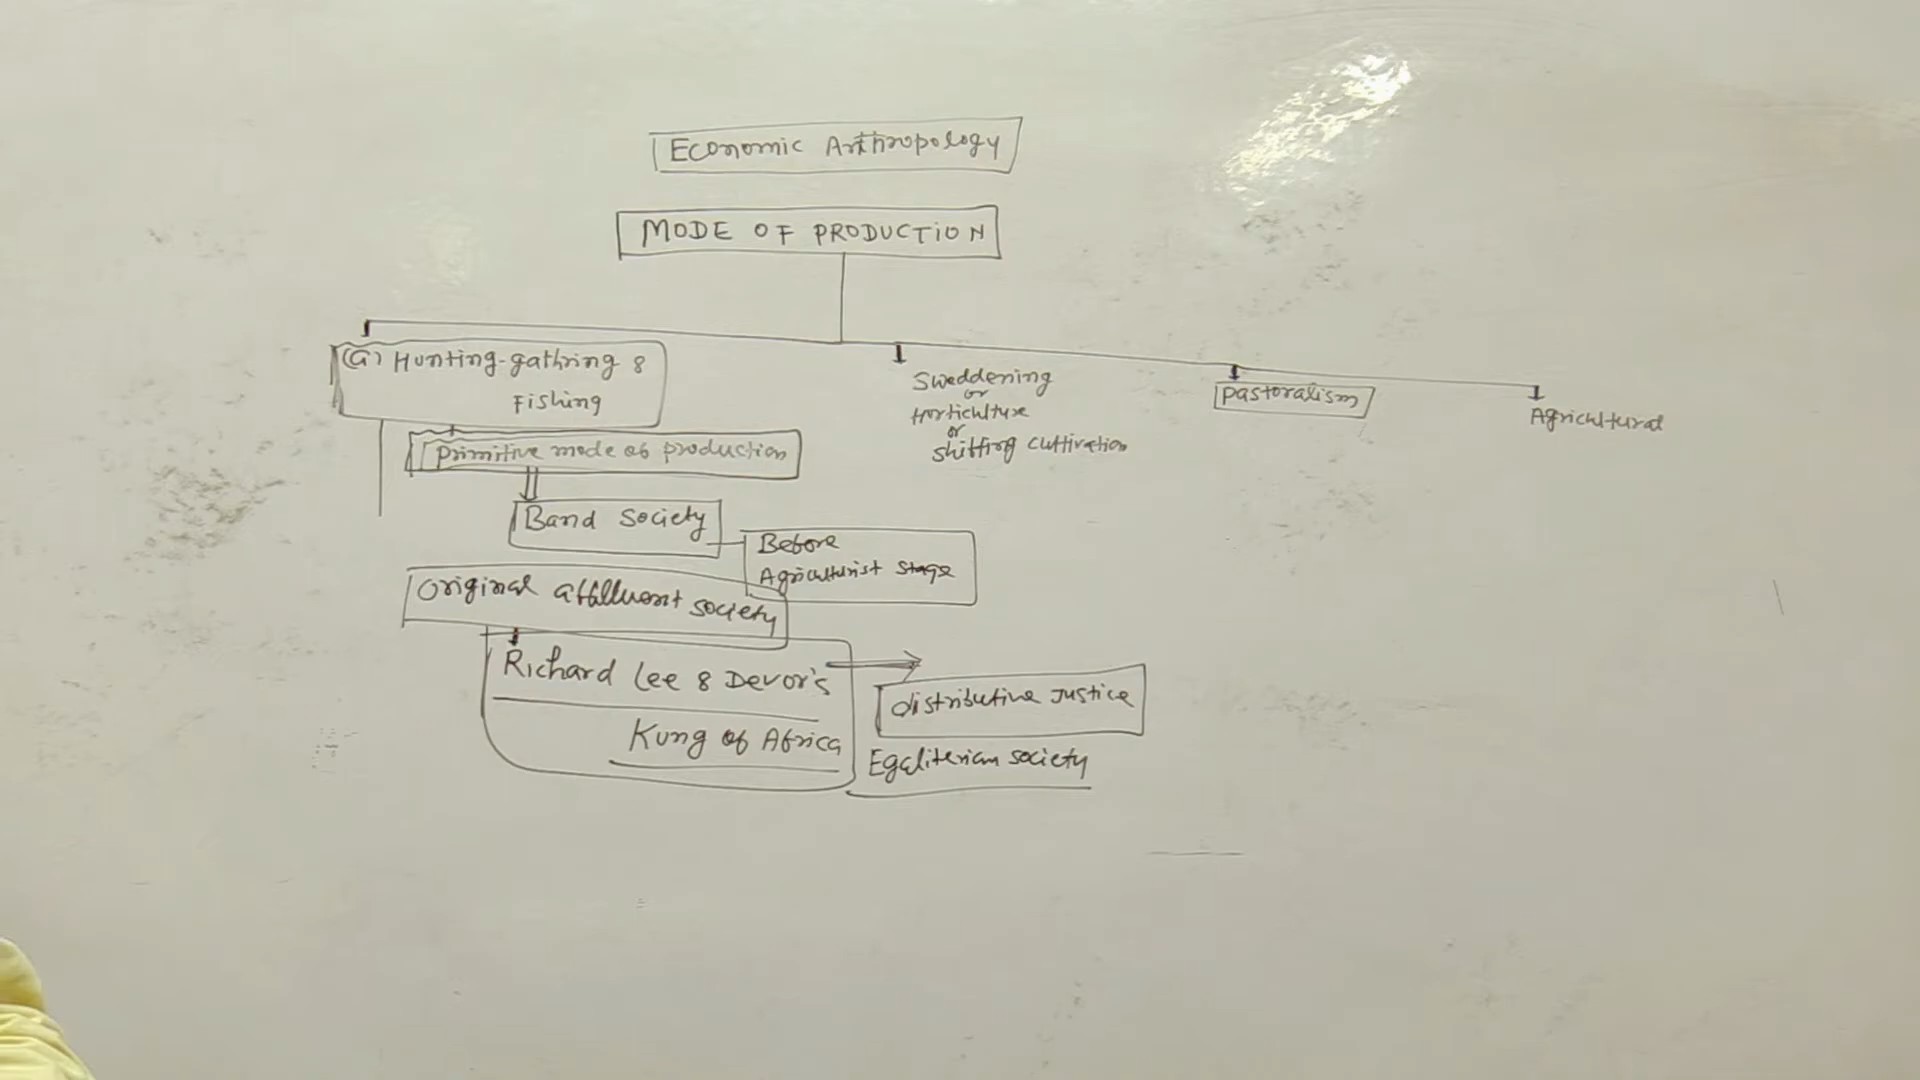 Economic Anthropology
MODE OF PRODUCTION
(a) Hunting-gathring &
Fishing
Sweddening
or
Horticulture
or
shifting cultivation
Pastoralism
Agricultural
Primitive mode of production
Band Society
Before
Agriculturist stage
Original affluent society
Richard Lee & Devor's
Kung of Africa
distributive Justice
Egaliterian society